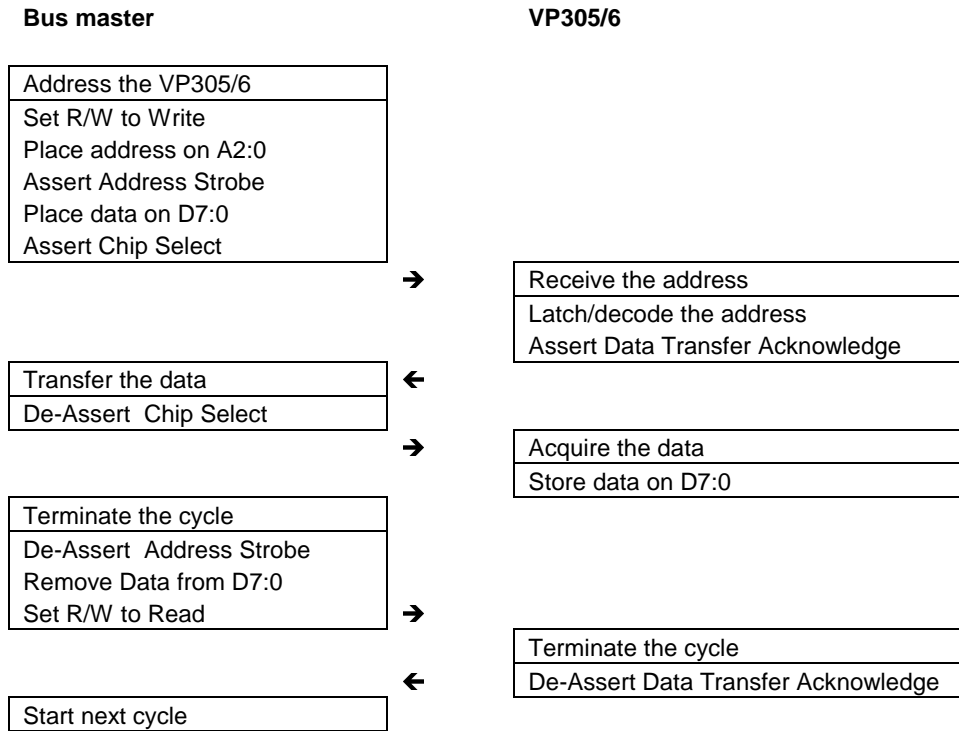 Bus master VP305/6
Address the VP305/6
Set R/W to Write
Place address on A2:0
Assert Address Strobe
Place data on D7:0
Assert Chip Select
➔ Receive the address
Latch/decode the address
Assert Data Transfer Acknowledge
Transfer the data ←
De-Assert Chip Select
➔ Acquire the data
Store data on D7:0
Terminate the cycle
De-Assert Address Strobe
Remove Data from D7:0
Set R/W to Read ➔
Terminate the cycle
← De-Assert Data Transfer Acknowledge
Start next cycle